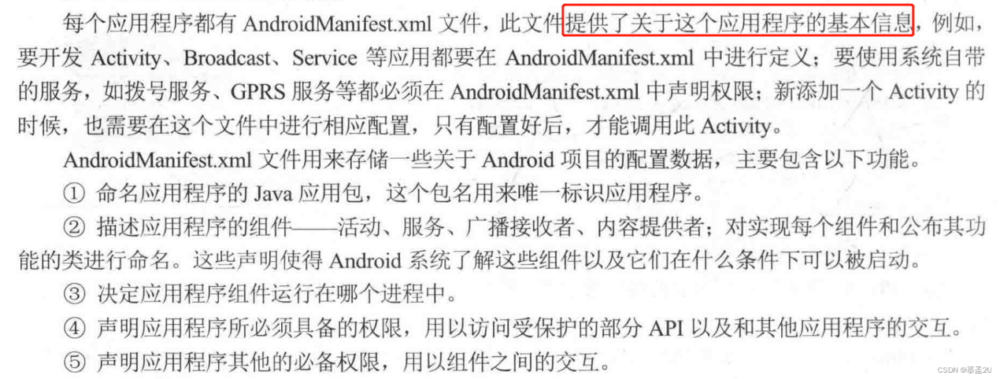 每个应用程序都有 AndroidManifest.xml 文件，此文件提供了关于这个应用程序的基本信息，例如，
要开发 Activity、Broadcast、Service 等应用都要在 AndroidManifest.xml 中进行定义；要使用系统自带
的服务，如拨号服务、GPRS 服务等都必须在 AndroidManifest.xml 中声明权限；新添加一个 Activity 的
时候，也需要在这个文件中进行相应配置，只有配置好后，才能调用此 Activity。
AndroidManifest.xml 文件用来存储一些关于 Android 项目的配置数据，主要包含以下功能。
① 命名应用程序的 Java 应用包，这个包名用来唯一标识应用程序。
② 描述应用程序的组件——活动、服务、广播接收者、内容提供者；对实现每个组件和公布其功
能的类进行命名。这些声明使得 Android 系统了解这些组件以及它们在什么条件下可以被启动。
③ 决定应用程序组件运行在哪个进程中。
④ 声明应用程序所必须具备的权限，用以访问受保护的部分 API 以及和其他应用程序的交互。
⑤ 声明应用程序其他的必备权限，用以组件之间的交互。
CSDN @慕圣2U